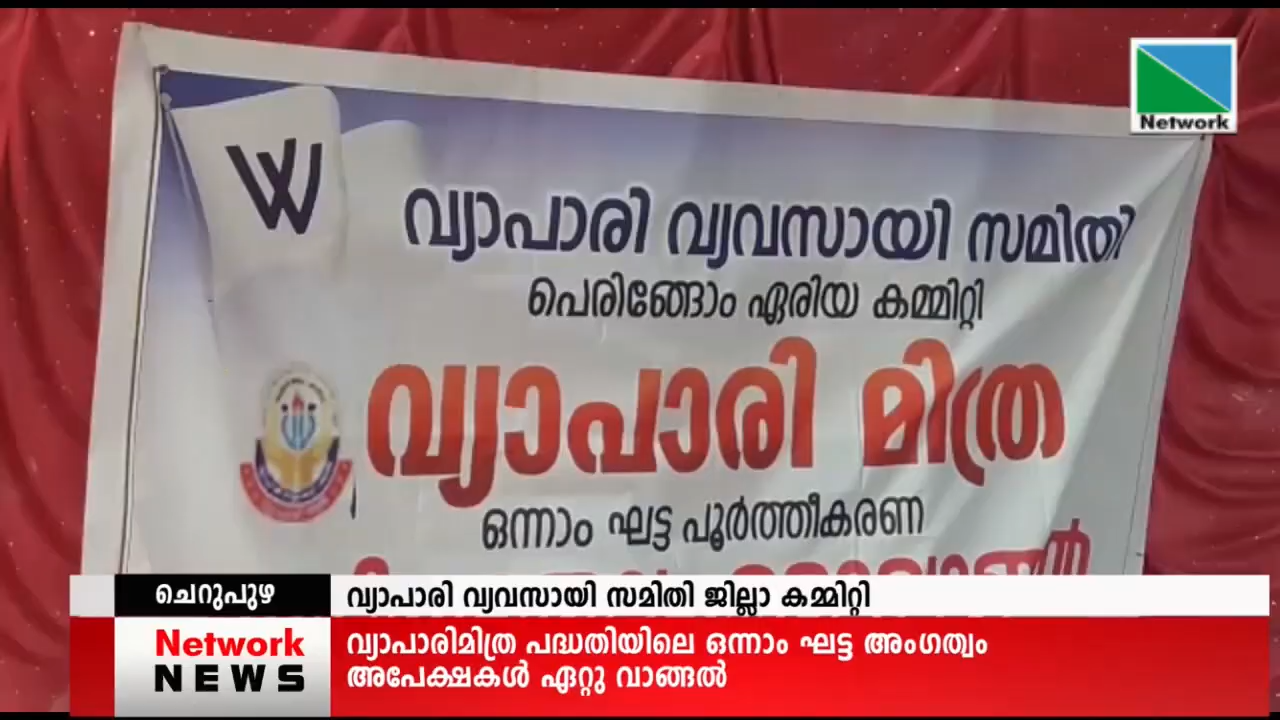 Network
വ്യാപാരി വ്യവസായി സമിതി
പെരിങ്ങോം ഏരിയ കമ്മിറ്റി
വ്യാപാരി മിത്ര
ഒന്നാം ഘട്ട പൂർത്തീകരണ
ചെറുപുഴ
വ്യാപാരി വ്യവസായി സമിതി ജില്ലാ കമ്മിറ്റി
Network
NEWS
വ്യാപാരിമിത്ര പദ്ധതിയിലെ ഒന്നാം ഘട്ട അംഗത്വം
അപേക്ഷകൾ ഏറ്റു വാങ്ങൽ